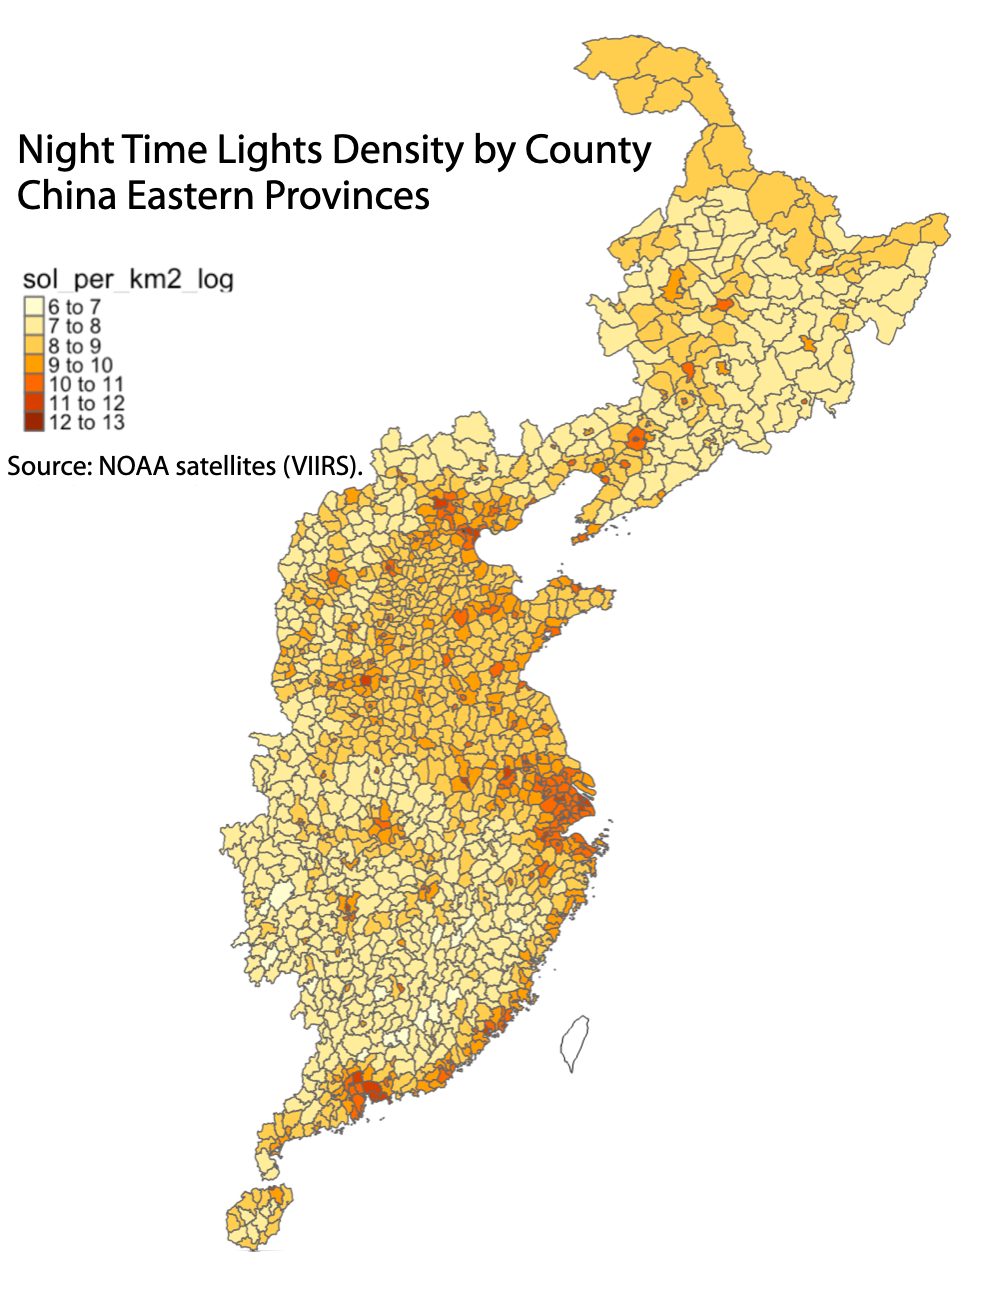 Night Time Lights Density by County
China Eastern Provinces
sol_per_km2_log
6 to 7
7 to 8
8 to 9
9 to 10
10 to 11
11 to 12
12 to 13
Source: NOAA satellites (VIIRS).